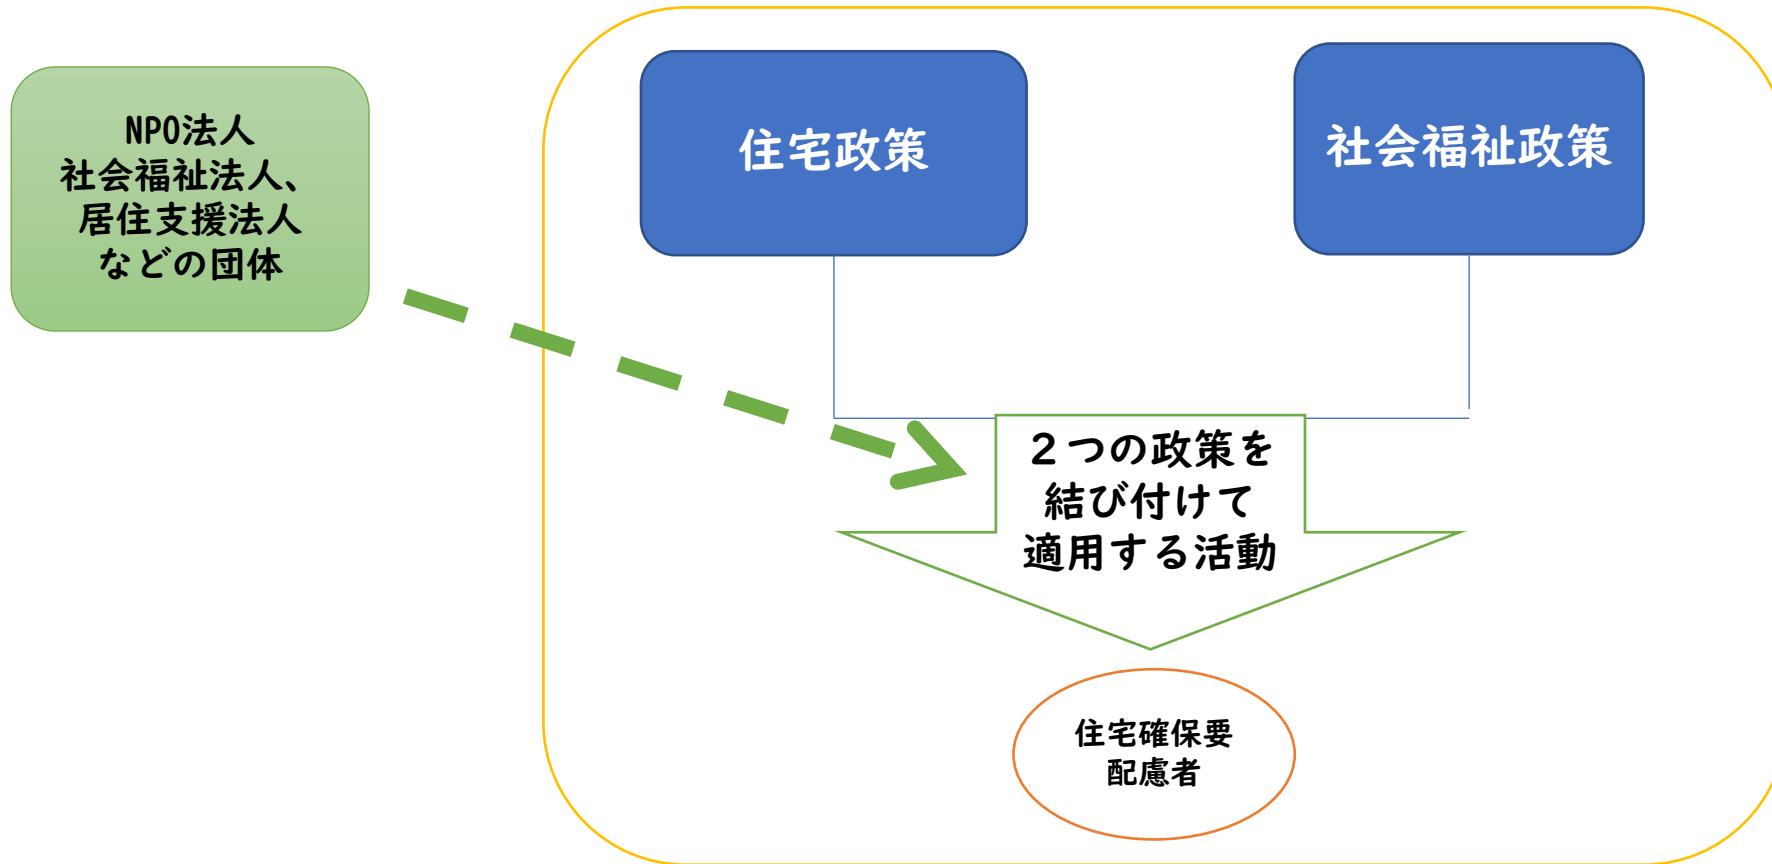 NPO法人
社会福祉法人、
居住支援法人
などの団体
住宅政策
社会福祉政策
２つの政策を
結び付けて
適用する活動
住宅確保要
配慮者